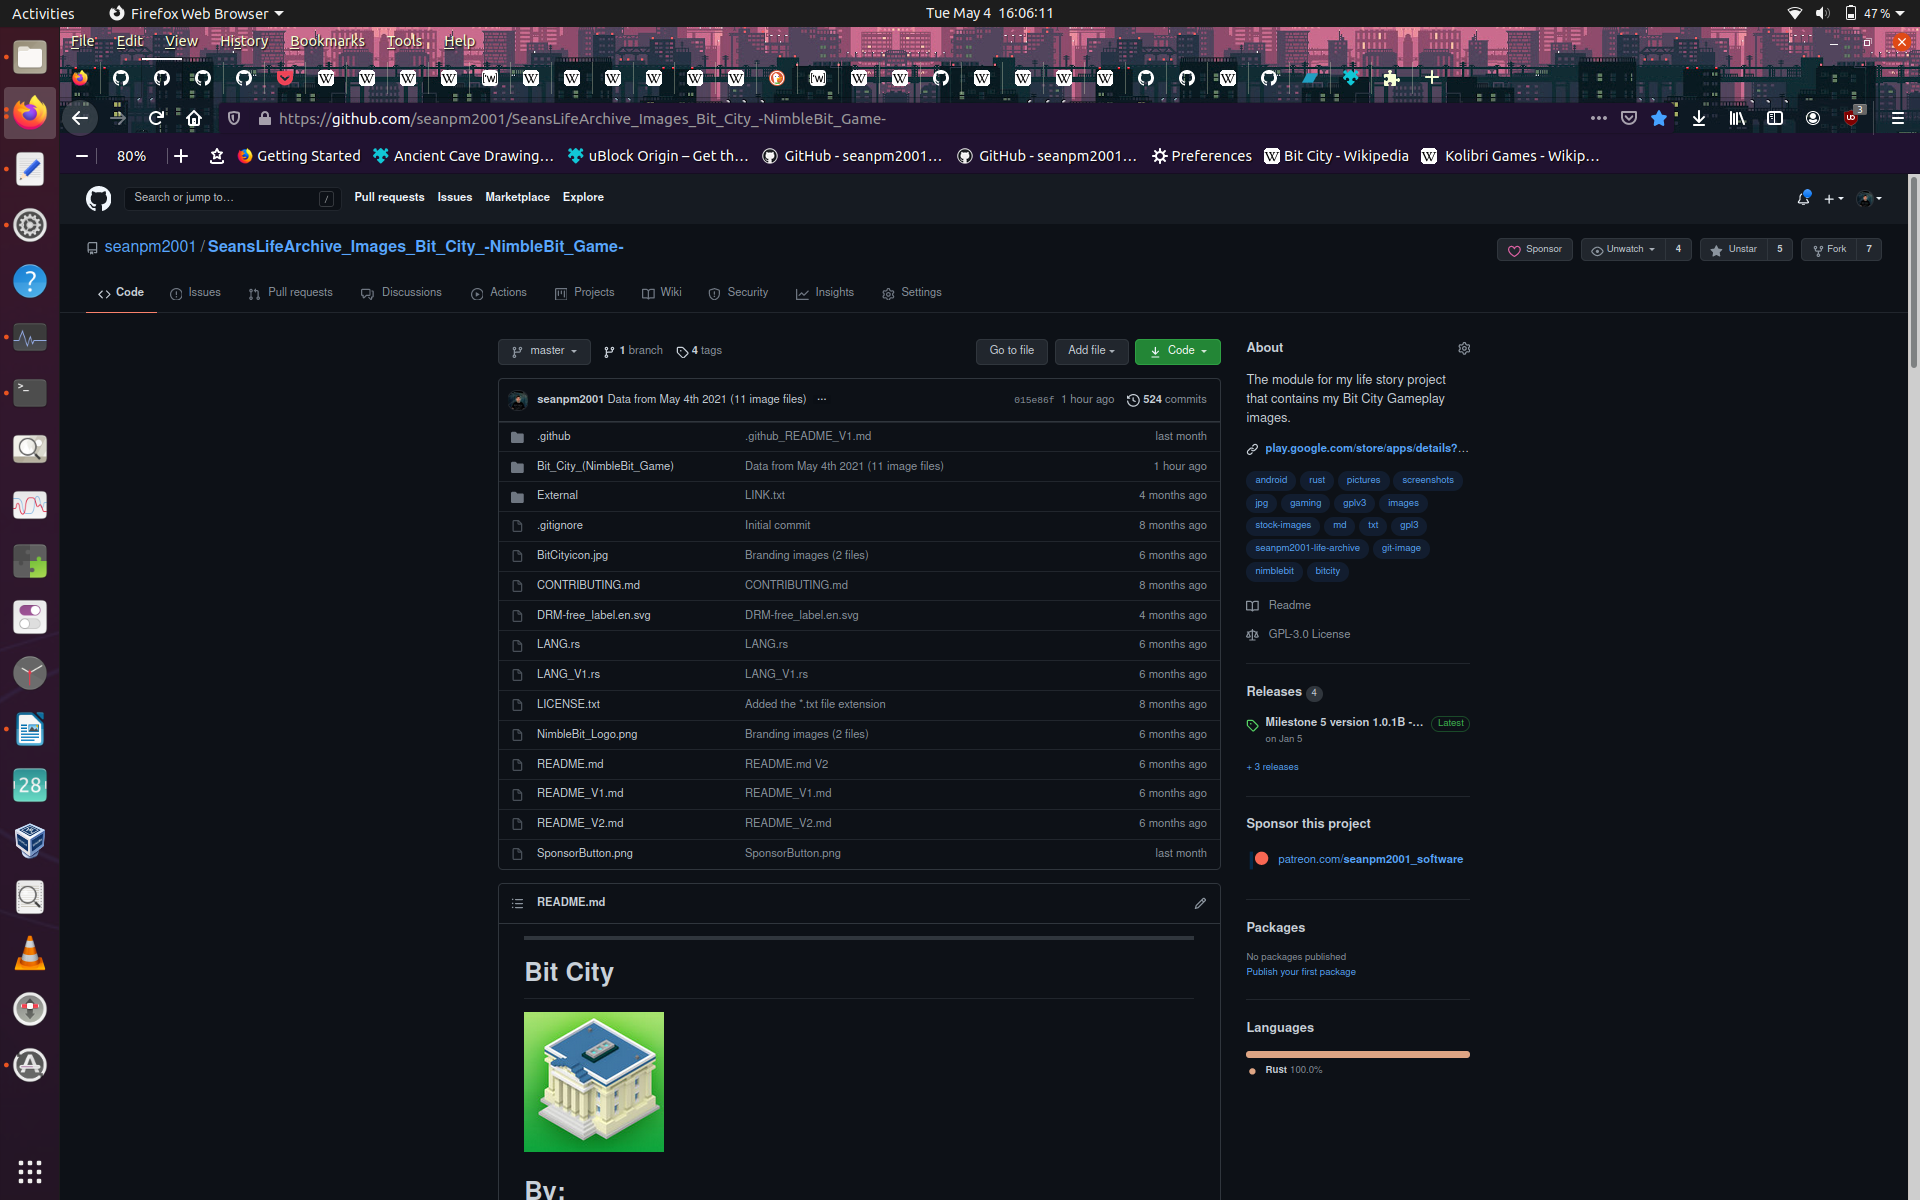 Activities Firefox Web Browser Tue May 4 16:06:11 47 %
File Edit View History Bookmarks Tools Help
https://github.com/seanpm2001/SeansLifeArchive_Images_Bit_City_-NimbleBit_Game- 3
80% Getting Started Ancient Cave Drawing… uBlock Origin – Get th… GitHub - seanpm2001… GitHub - seanpm2001… Preferences Bit City - Wikipedia Kolibri Games - Wikip…
Search or jump to… / Pull requests Issues Marketplace Explore
seanpm2001 / SeansLifeArchive_Images_Bit_City_-NimbleBit_Game- Sponsor Unwatch 4 Unstar 5 Fork 7
Code Issues Pull requests Discussions Actions Projects Wiki Security Insights Settings
master 1 branch 4 tags Go to file Add file Code
seanpm2001 Data from May 4th 2021 (11 image files) ... 015e86f 1 hour ago 524 commits
.github .github_README_V1.md last month
Bit_City_(NimbleBit_Game) Data from May 4th 2021 (11 image files) 1 hour ago
External LINK.txt 4 months ago
.gitignore Initial commit 8 months ago
BitCityicon.jpg Branding images (2 files) 6 months ago
CONTRIBUTING.md CONTRIBUTING.md 8 months ago
DRM-free_label.en.svg DRM-free_label.en.svg 4 months ago
LANG.rs LANG.rs 6 months ago
LANG_V1.rs LANG_V1.rs 6 months ago
LICENSE.txt Added the *.txt file extension 8 months ago
NimbleBit_Logo.png Branding images (2 files) 6 months ago
README.md README.md V2 6 months ago
README_V1.md README_V1.md 6 months ago
README_V2.md README_V2.md 6 months ago
SponsorButton.png SponsorButton.png last month
README.md
Bit City
By:
About
The module for my life story project
that contains my Bit City Gameplay
images.
play.google.com/store/apps/details?…
android rust pictures screenshots
jpg gaming gplv3 images
stock-images md txt gpl3
seanpm2001-life-archive git-image
nimblebit bitcity
Readme
GPL-3.0 License
Releases 4
Milestone 5 version 1.0.1B -… Latest
on Jan 5
+ 3 releases
Sponsor this project
patreon.com/seanpm2001_software
Packages
No packages published
Publish your first package
Languages
Rust 100.0%
28